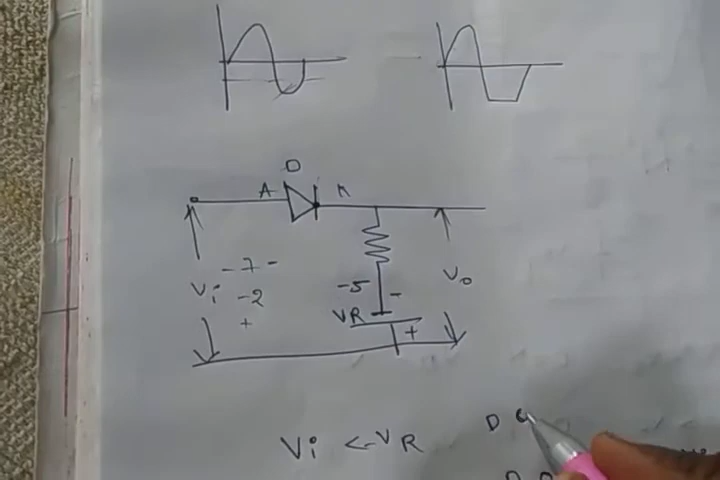 D
A K
- 7 -
Vi -5 - Vo
-2 VR
+ +
Vi <-VR D